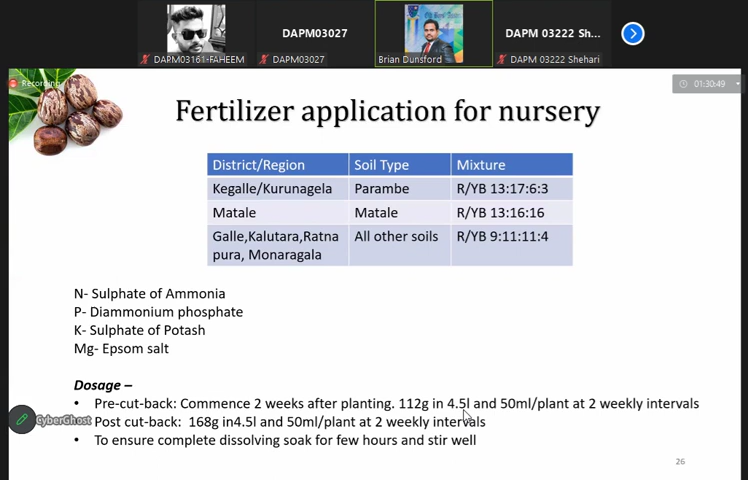 DAPM03027
DAPM 03222 Sh...
DARM03161-FAHEEM
DAPM03027
Brian Dunsford
DAPM 03222 Shehari
Recording
01:30:49
Fertilizer application for nursery
District/Region Soil Type Mixture
Kegalle/Kurunagela Parambe R/YB 13:17:6:3
Matale Matale R/YB 13:16:16
Galle,Kalutara,Ratna All other soils R/YB 9:11:11:4
pura, Monaragala
N- Sulphate of Ammonia
P- Diammonium phosphate
K- Sulphate of Potash
Mg- Epsom salt
Dosage –
• Pre-cut-back: Commence 2 weeks after planting. 112g in 4.5l and 50ml/plant at 2 weekly intervals
CyberGhost
Post cut-back: 168g in4.5l and 50ml/plant at 2 weekly intervals
• To ensure complete dissolving soak for few hours and stir well
26